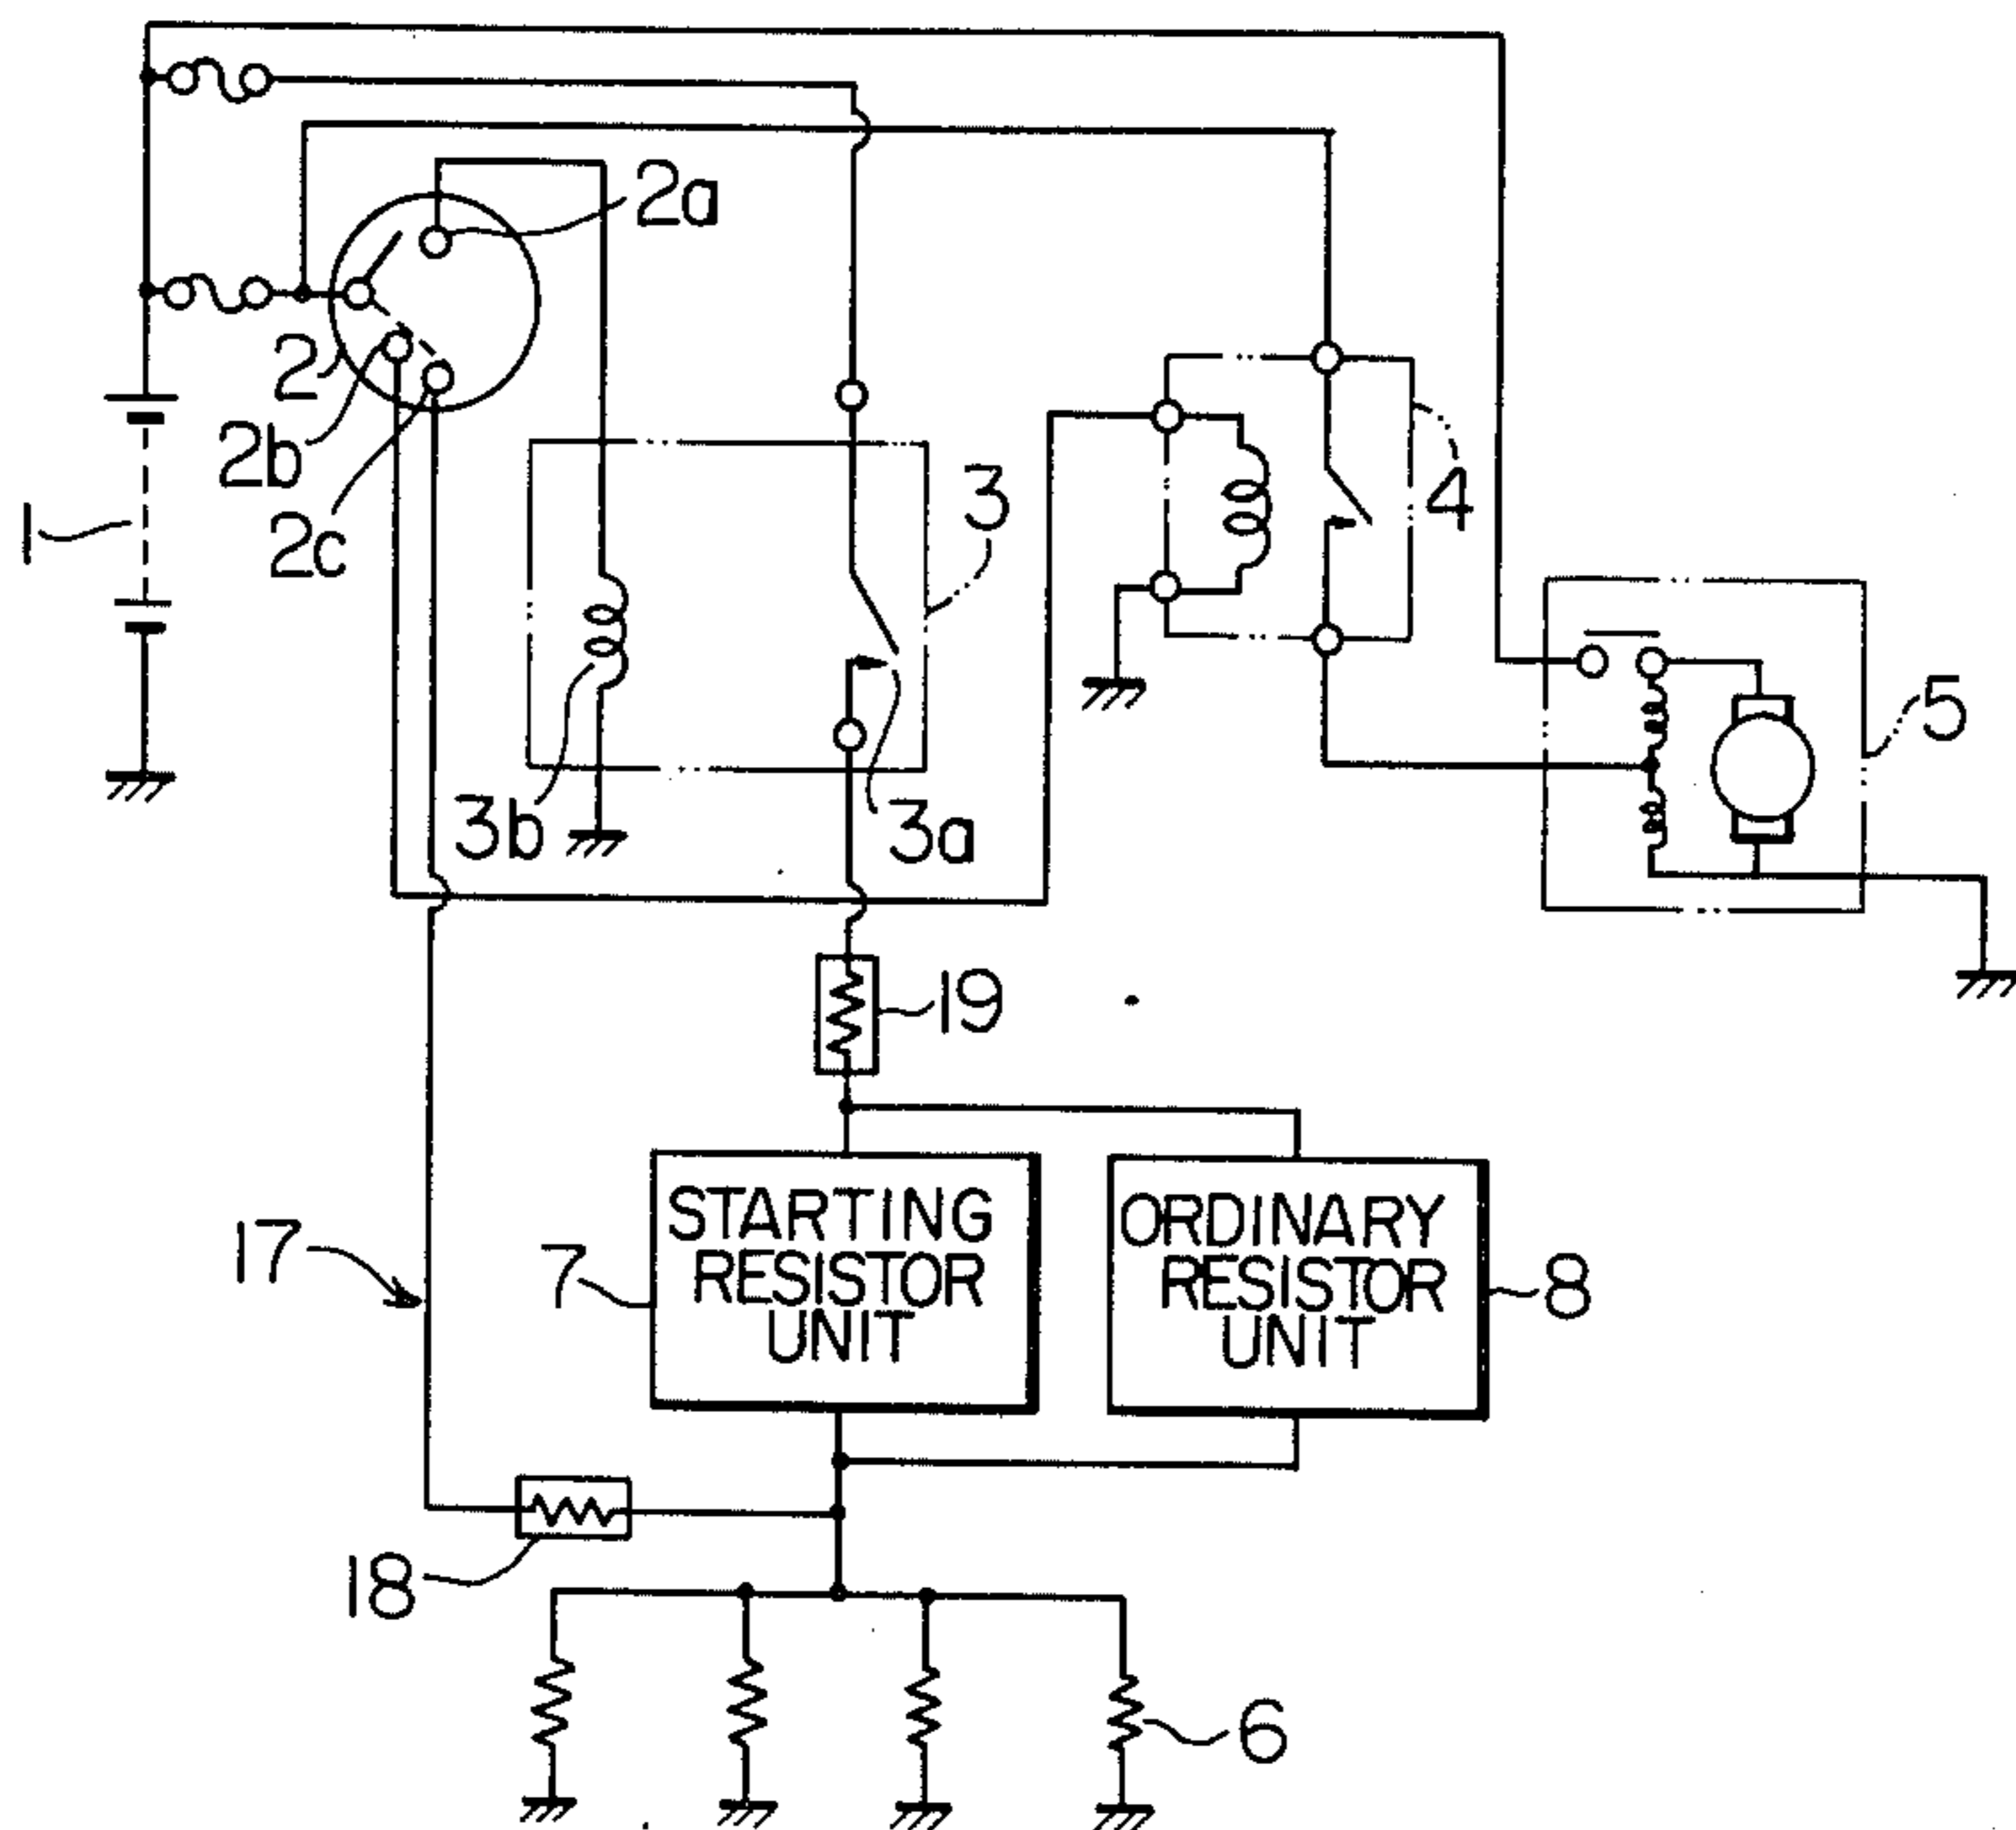 2a
2
2b
2c
1
3
4
5
3b
3a
19
17
7
STARTING
RESISTOR
UNIT
ORDINARY
RESISTOR
UNIT
8
18
6